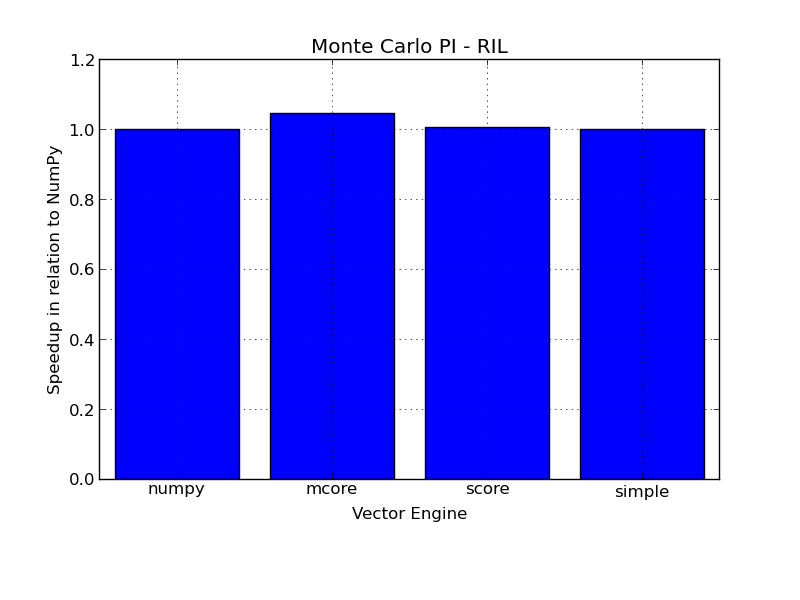 Monte Carlo PI - RIL
1.2
1.0
0.8
0.6
0.4
0.2
0.0
Speedup in relation to NumPy
numpy mcore score simple
Vector Engine